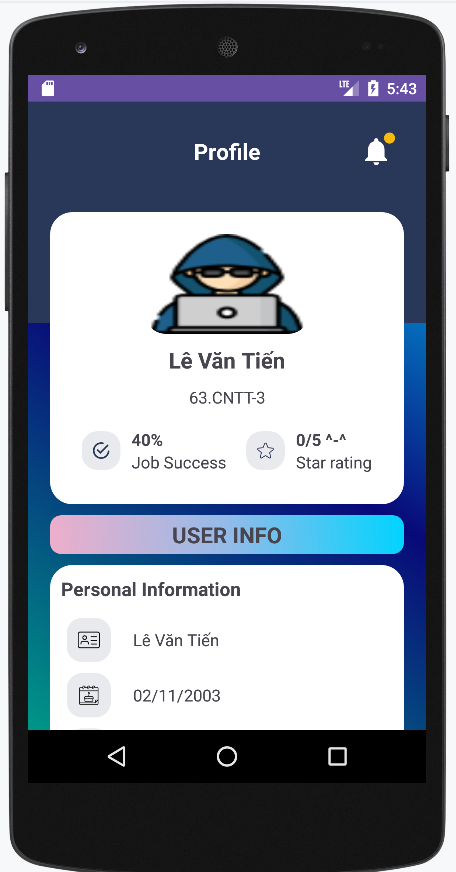 LTE 5:43
Profile
Lê Văn Tiến
63.CNTT-3
40%
Job Success
0/5 ^-^
Star rating
USER INFO
Personal Information
Lê Văn Tiến
02/11/2003